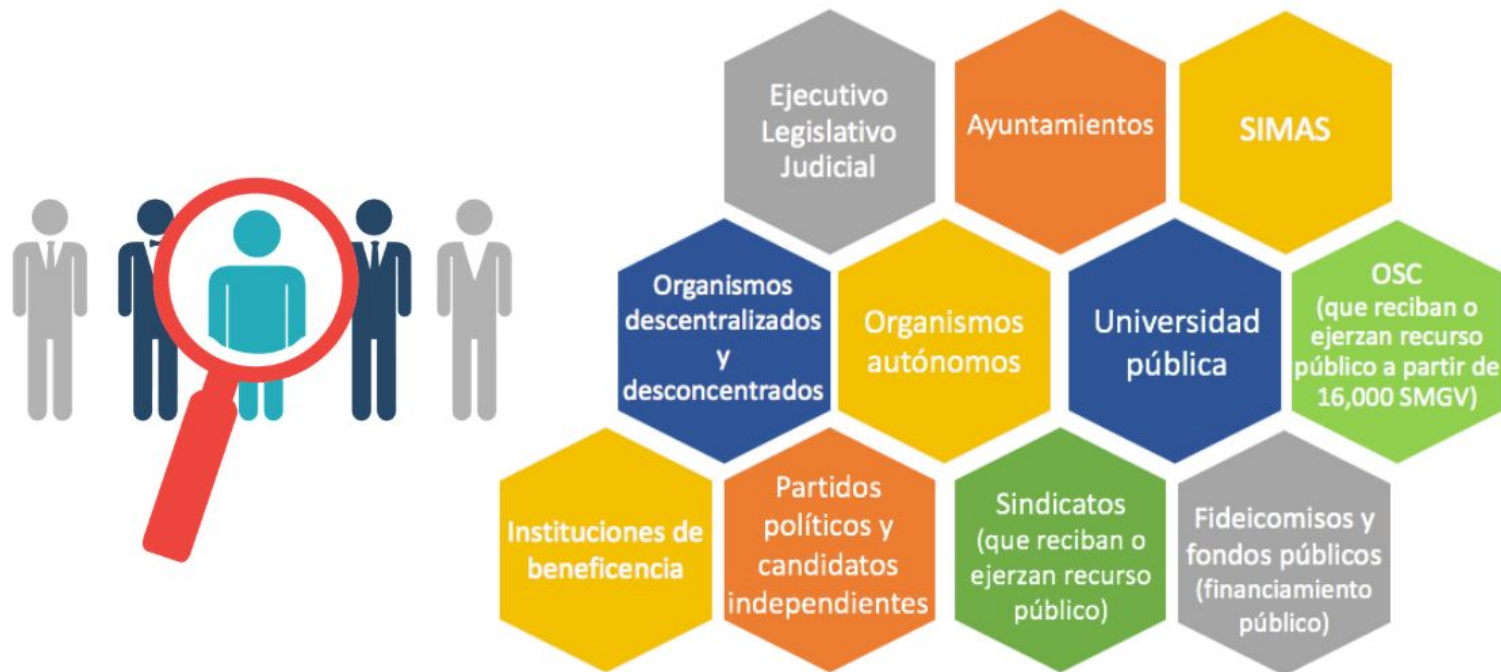 Ejecutivo
Legislativo
Judicial
Ayuntamientos
SIMAS
Organismos
descentralizados
y
desconcentrados
Organismos
autónomos
Universidad
pública
OSC
(que reciban o
ejerzan recurso
público a partir de
16,000 SMGV)
Instituciones de
beneficencia
Partidos
políticos y
candidatos
independientes
Sindicatos
(que reciban o
ejerzan recurso
público)
Fideicomisos y
fondos públicos
(financiamiento
público)